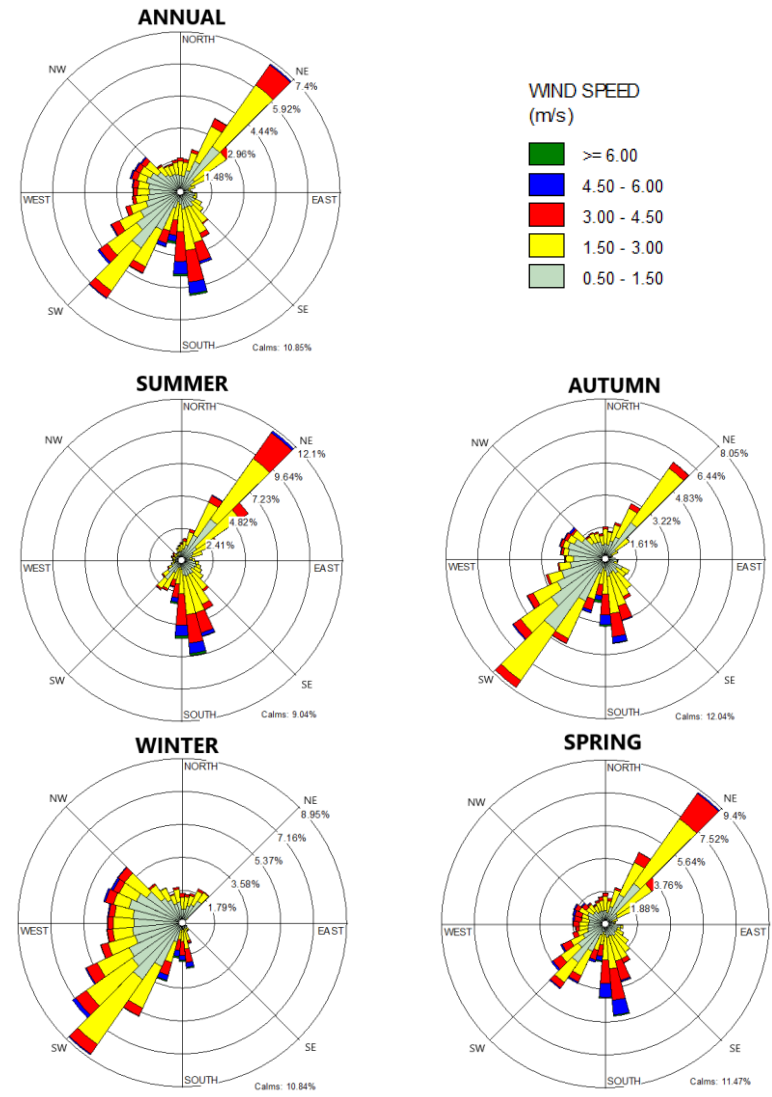 ANNUAL
NORTH
NW
NE
7.4%
5.92%
4.44%
2.96%
1.48%
WEST
EAST
SW
SE
SOUTH
Calms: 10.85%
WIND SPEED
(m/s)
>= 6.00
4.50 - 6.00
3.00 - 4.50
1.50 - 3.00
0.50 - 1.50
SUMMER
NORTH
NW
NE
12.1%
9.64%
7.23%
4.82%
2.41%
WEST
EAST
SW
SE
SOUTH
Calms: 9.04%
AUTUMN
NORTH
NW
NE
8.05%
6.44%
4.83%
3.22%
1.61%
WEST
EAST
SW
SE
SOUTH
Calms: 12.04%
WINTER
NORTH
NW
NE
8.95%
7.16%
5.37%
3.58%
1.79%
WEST
EAST
SW
SE
SOUTH
Calms: 10.84%
SPRING
NORTH
NW
NE
9.4%
7.52%
5.64%
3.76%
1.88%
WEST
EAST
SW
SE
SOUTH
Calms: 11.47%